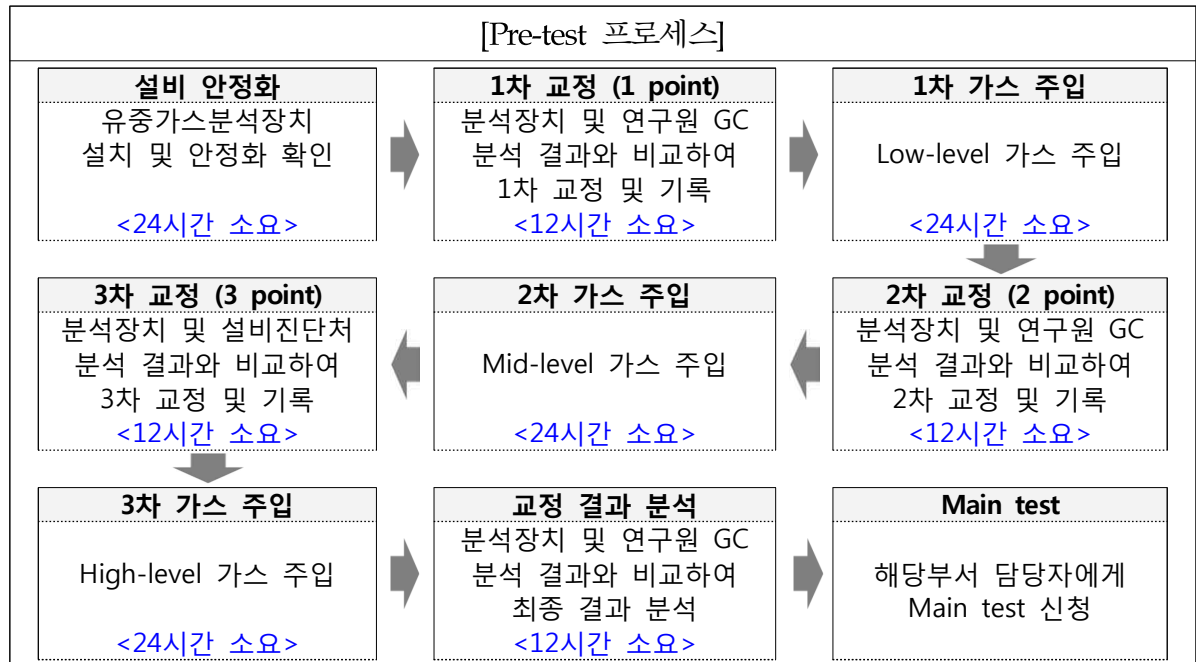 [Pre-test 프로세스]
설비 안정화
유중가스분석장치
설치 및 안정화 확인
<24시간 소요>
1차 교정 (1 point)
분석장치 및 연구원 GC
분석 결과와 비교하여
1차 교정 및 기록
<12시간 소요>
1차 가스 주입
Low-level 가스 주입
<24시간 소요>
2차 교정 (2 point)
분석장치 및 연구원 GC
분석 결과와 비교하여
2차 교정 및 기록
<12시간 소요>
2차 가스 주입
Mid-level 가스 주입
<24시간 소요>
3차 교정 (3 point)
분석장치 및 설비진단처
분석 결과와 비교하여
3차 교정 및 기록
<12시간 소요>
3차 가스 주입
High-level 가스 주입
<24시간 소요>
교정 결과 분석
분석장치 및 연구원 GC
분석 결과와 비교하여
최종 결과 분석
<12시간 소요>
Main test
해당부서 담당자에게
Main test 신청